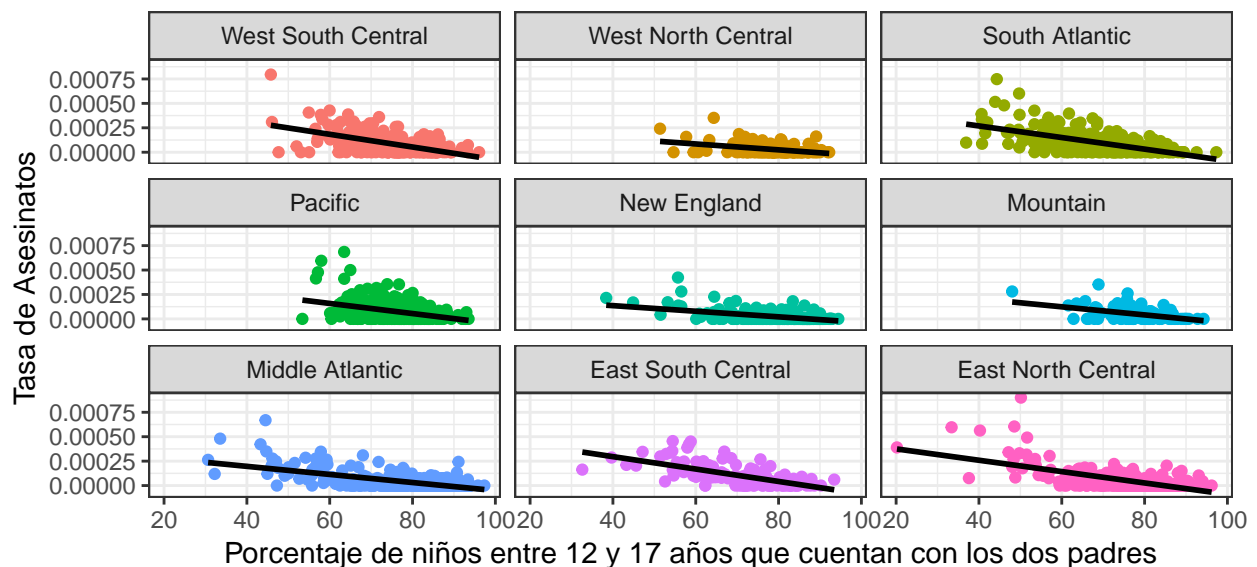 West South Central
West North Central
South Atlantic
0.00075
0.00050
0.00025
0.00000
Pacific
New England
Mountain
0.00075
0.00050
0.00025
0.00000
Middle Atlantic
East South Central
East North Central
0.00075
0.00050
0.00025
0.00000
20 40 60 80 100
20 40 60 80 100
20 40 60 80 100
Porcentaje de niños entre 12 y 17 años que cuentan con los dos padres
Tasa de Asesinatos